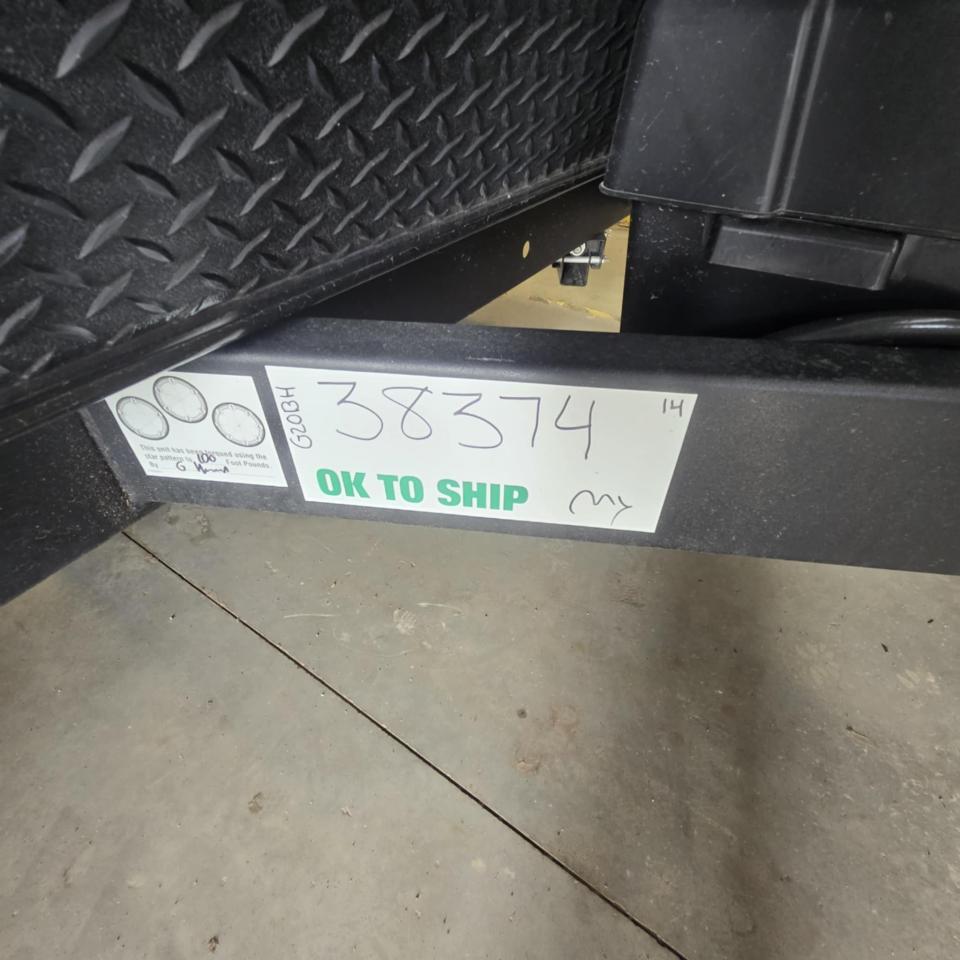 This unit has been torqued using the
star pattern to 100 Foot Pounds
By G
G20BH
38374
14
OK TO SHIP
my